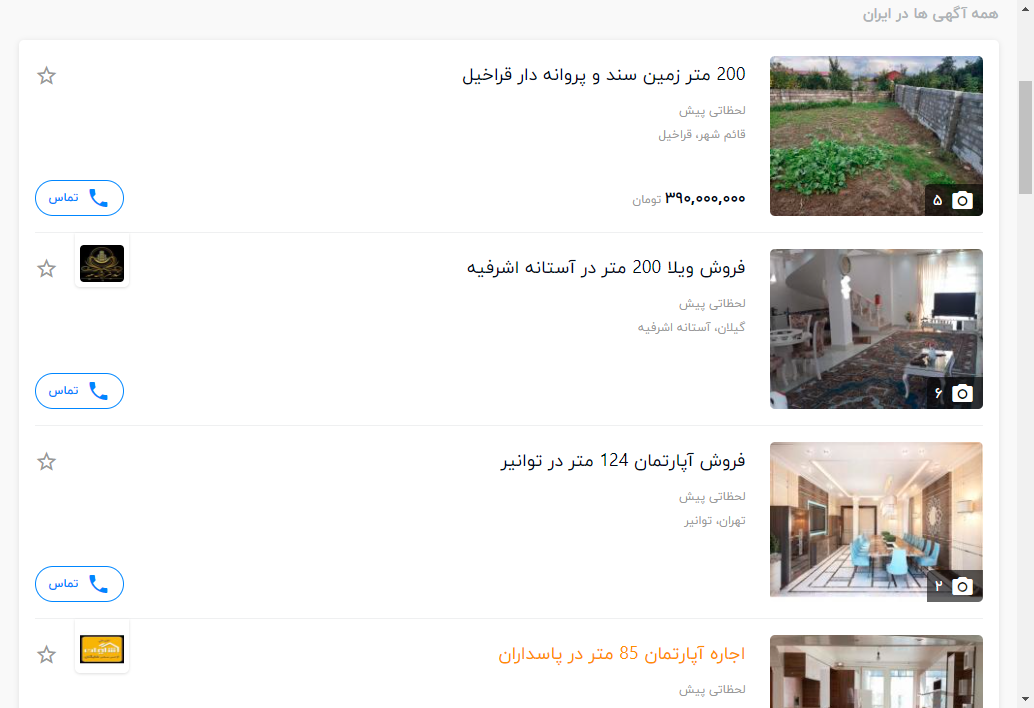 همه آگهی ها در ایران
200 متر زمین سند و پروانه دار قراخیل
لحظاتی پیش
قائم شهر، قراخیل
۳۹۰,۰۰۰,۰۰۰ تومان
تماس
۵
فروش ویلا 200 متر در آستانه اشرفیه
لحظاتی پیش
گیلان، آستانه اشرفیه
تماس
۶
فروش آپارتمان 124 متر در توانیر
لحظاتی پیش
تهران، توانیر
تماس
۲
اجاره آپارتمان 85 متر در پاسداران
لحظاتی پیش